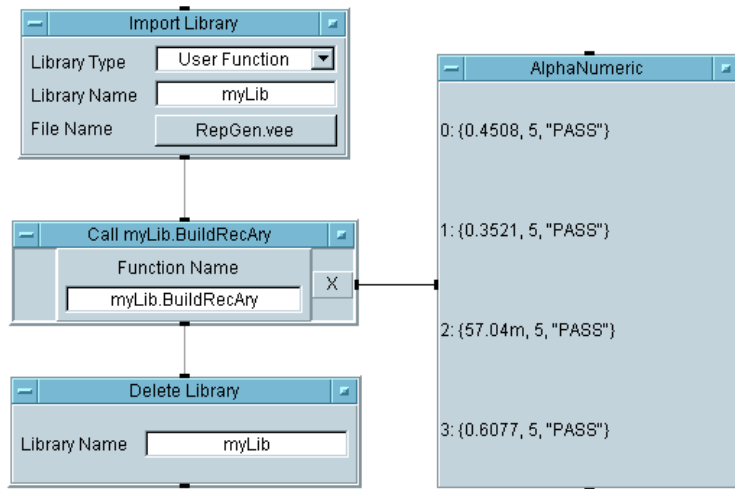 Import Library
Library Type User Function
Library Name myLib
File Name RepGen.vee
Call myLib.BuildRecAry
Function Name
myLib.BuildRecAry
X
Delete Library
Library Name myLib
AlphaNumeric
0: {0.4508, 5, "PASS"}
1: {0.3521, 5, "PASS"}
2: {57.04m, 5, "PASS"}
3: {0.6077, 5, "PASS"}